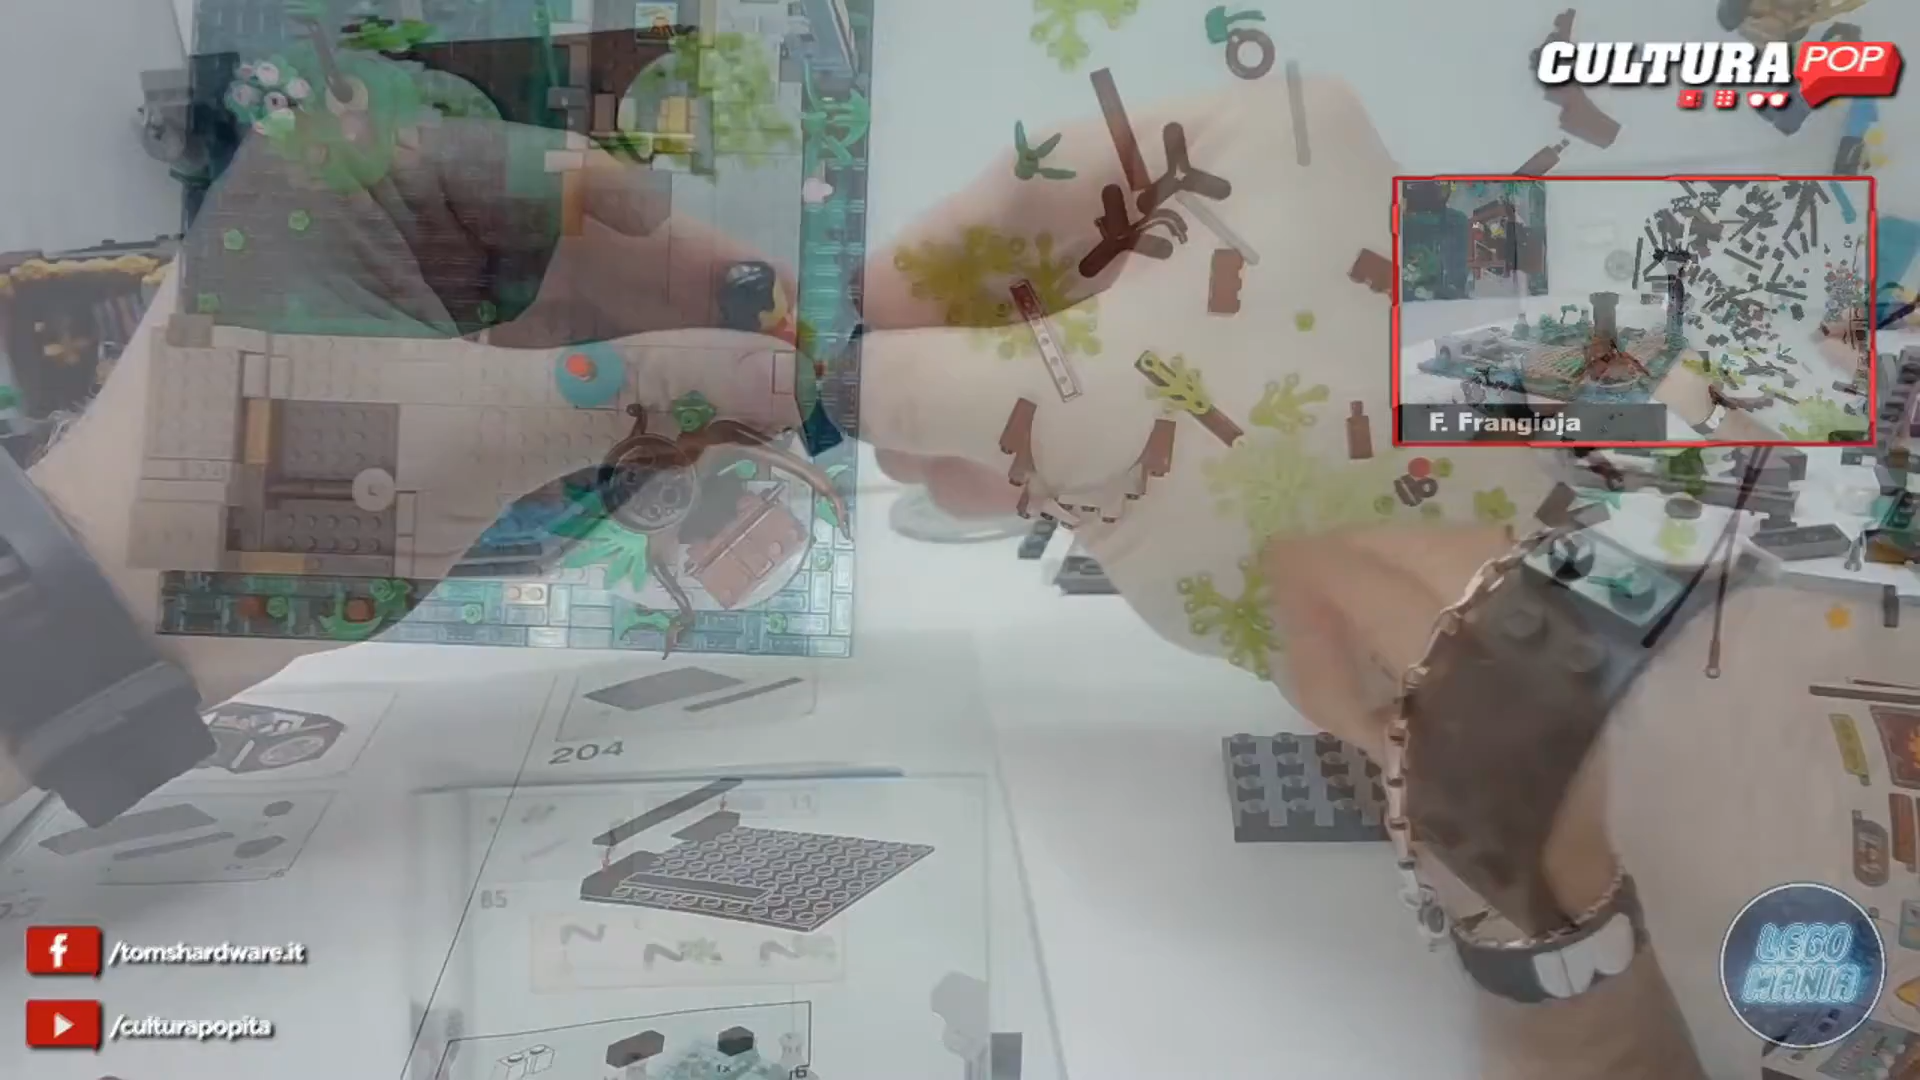 CULTURA POP
F. Frangioja
204
85
/tomshardware.it
/culturapopita
LEGO
MANIA